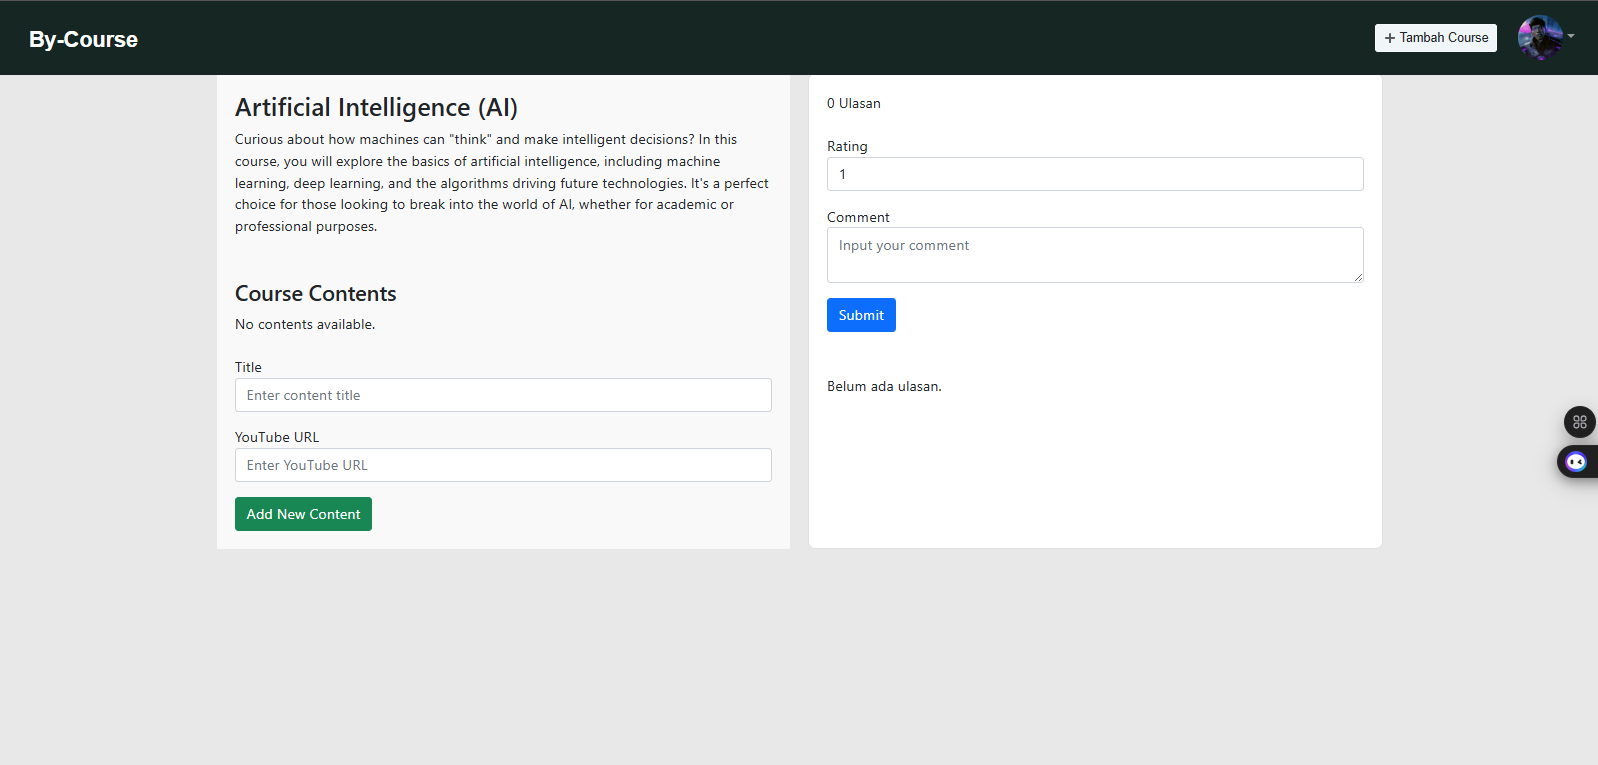 By-Course
+ Tambah Course
Artificial Intelligence (AI)
Curious about how machines can "think" and make intelligent decisions? In this
course, you will explore the basics of artificial intelligence, including machine
learning, deep learning, and the algorithms driving future technologies. It's a perfect
choice for those looking to break into the world of AI, whether for academic or
professional purposes.
Course Contents
No contents available.
Title
Enter content title
YouTube URL
Enter YouTube URL
Add New Content
0 Ulasan
Rating
1
Comment
Input your comment
Submit
Belum ada ulasan.